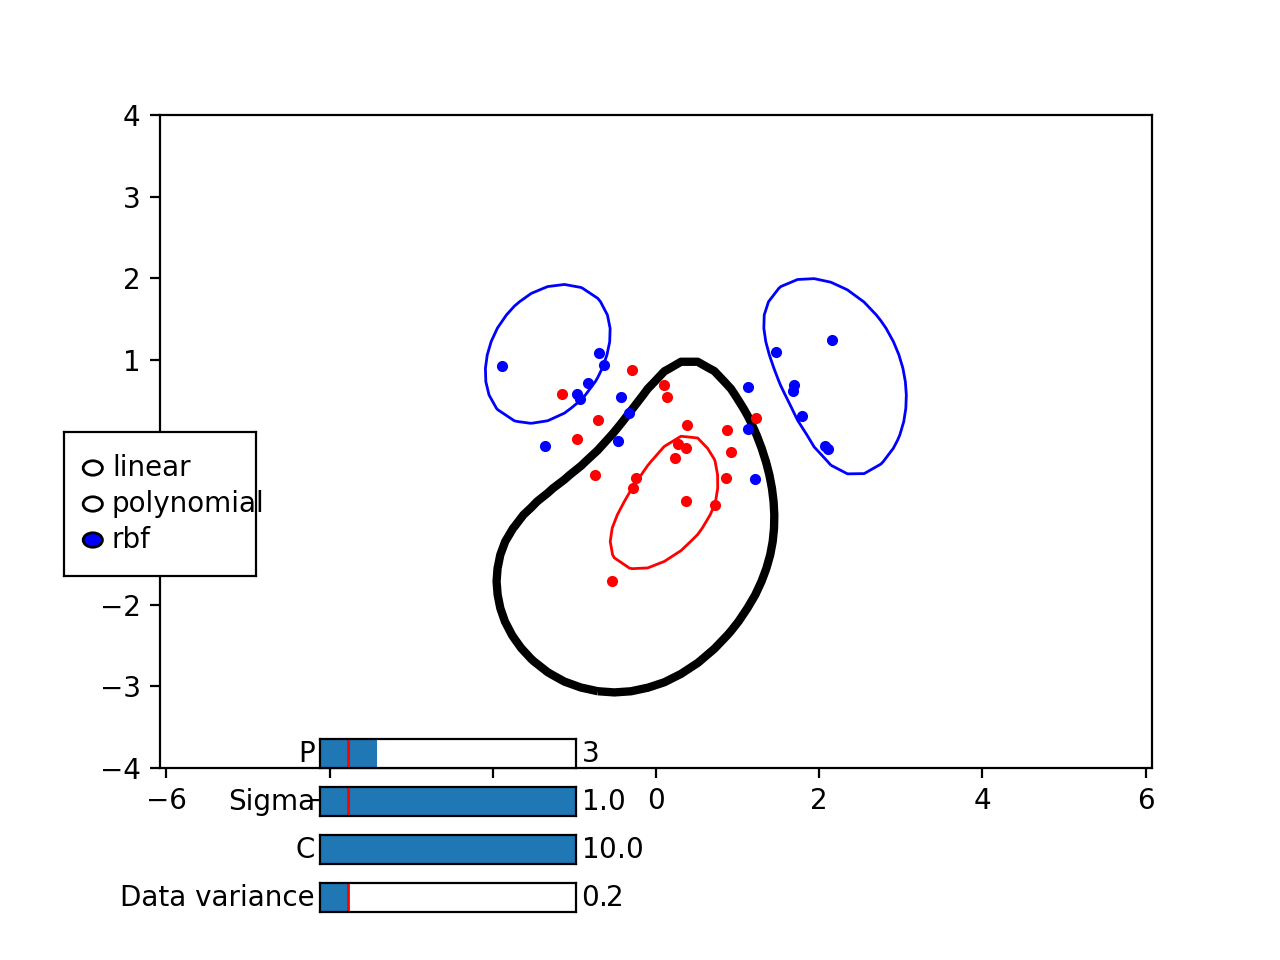 4
3
2
1
linear
polynomial
rbf
−2
−3
−4
P 3
−6 Sigma 1.0 0 2 4 6
C 10.0
Data variance 0.2